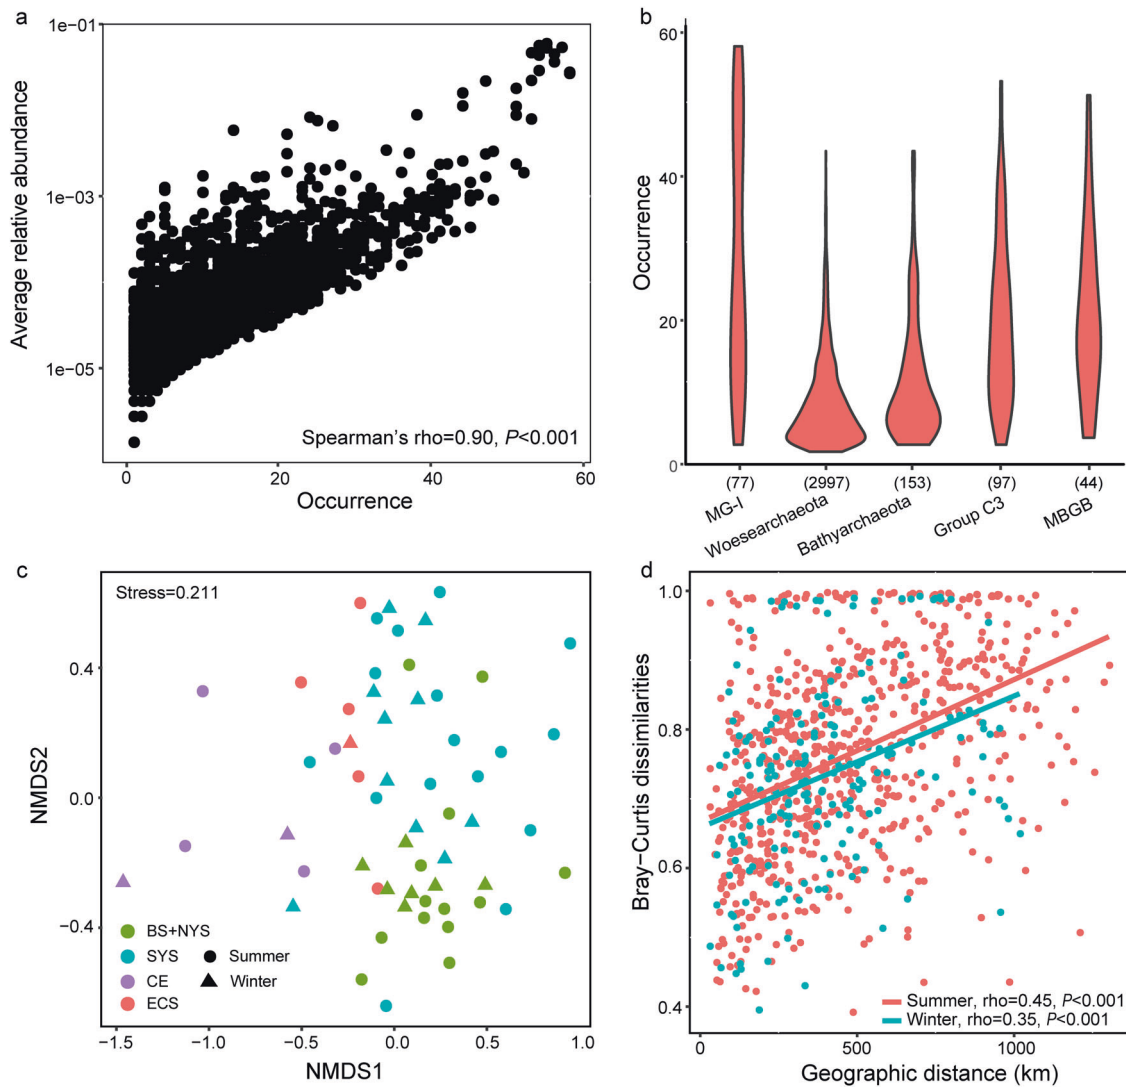 a
1e−01
1e−03
1e−05
Average relative abundance
Spearman's rho=0.90, P<0.001
0 20 40 60
Occurrence
b
60
40
20
0
Occurrence
(77) (2997) (153) (97) (44)
MG-I Woesearchaeota Bathyarchaeota Group C3 MBGB
c
Stress=0.211
0.4
0.0
−0.4
NMDS2
BS+NYS
SYS Summer
CE Winter
ECS
−1.5 −1.0 −0.5 0.0 0.5 1.0
NMDS1
d
1.0
0.8
0.6
0.4
Bray−Curtis dissimilarities
Summer, rho=0.45, P<0.001
Winter, rho=0.35, P<0.001
0 500 1000
Geographic distance (km)